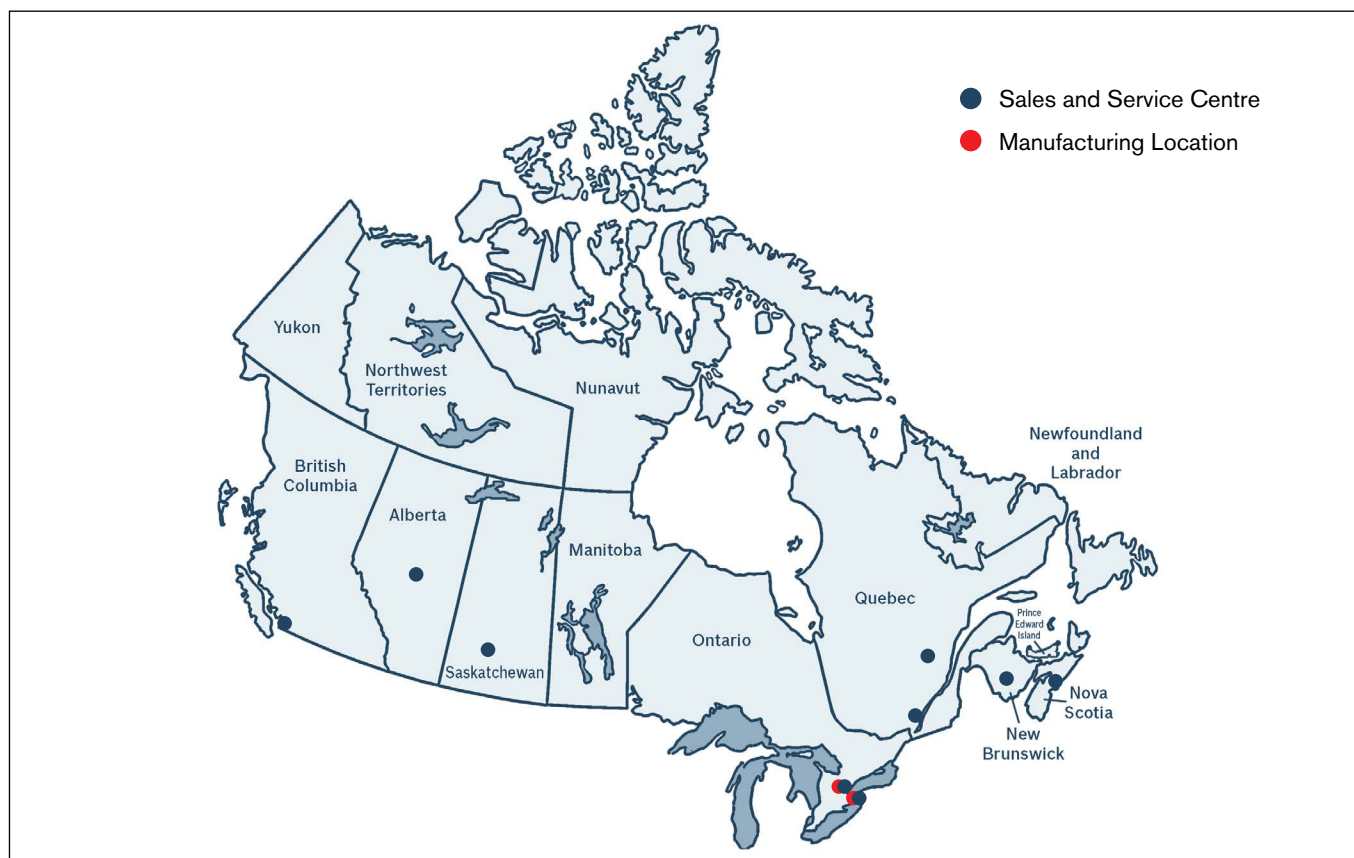 Sales and Service Centre
Manufacturing Location
Yukon
Northwest
Territories
Nunavut
British
Columbia
Alberta
Saskatchewan
Manitoba
Ontario
Quebec
Newfoundland
and
Labrador
Prince
Edward
Island
Nova
Scotia
New
Brunswick